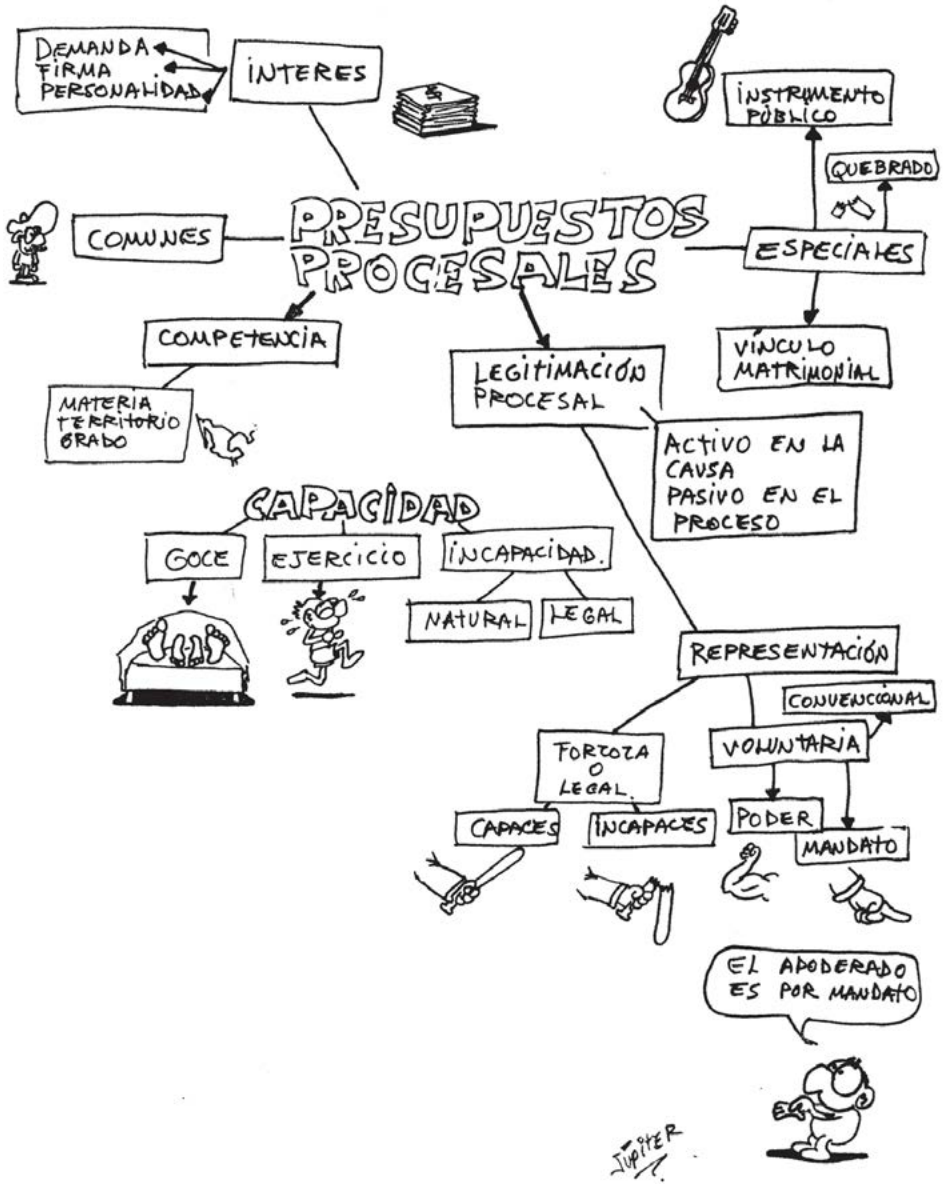 DEMANDA
FIRMA
PERSONALIDAD
INTERES
INSTRIMENTO
PÚBLICO
QUEBRADO
COMUNES
PRESUPUESTOS
PROCESALES
ESPECIALES
COMPETENCIA
VÍNCULO
MATRIMONIAL
LEGITIMACIÓN
PROCESAL
MATERIA
TERRITORIO
GRADO
ACTIVO EN LA
CAUSA
PASIVO EN EL
PROCESO
CAPACIDAD
GOCE
EJERCICIO
INCAPACIDAD.
NATURAL
LEGAL
REPRESENTACIÓN
CONVENCIONAL
VOLUNTARIA
FORZOZA
O
LEGAL.
CAPACES
INCAPACES
PODER
MANDATO
EL APODERADO
ES POR MANDATO
JÚPITER